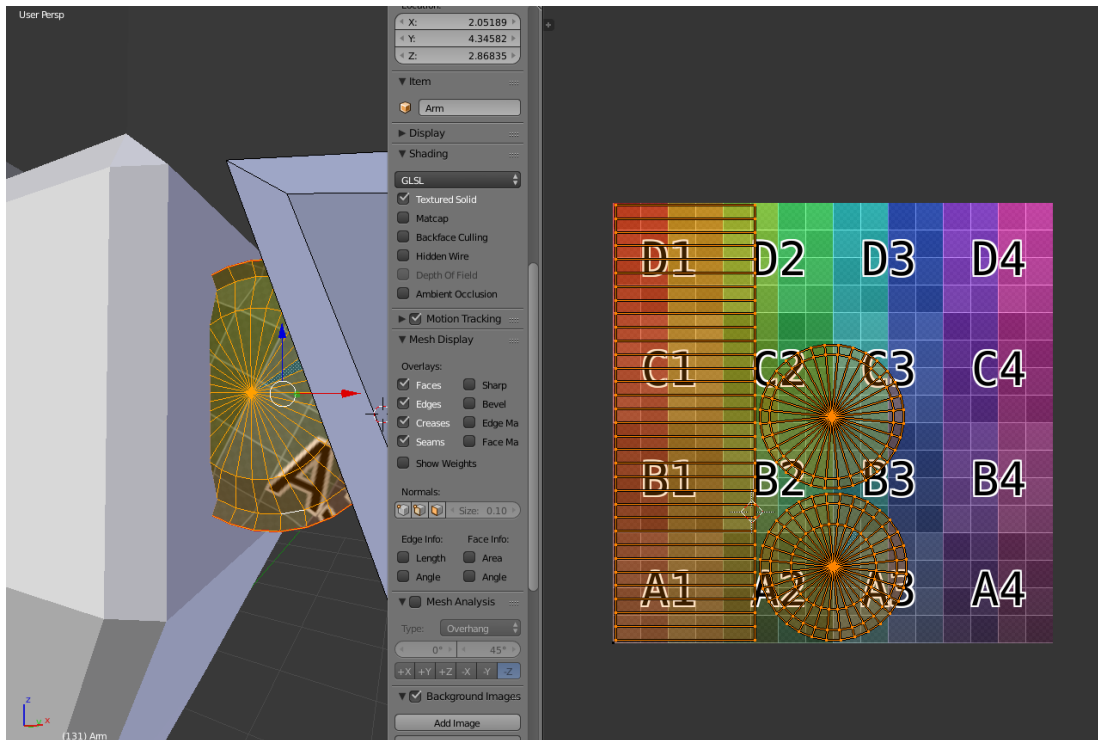 User Persp
Location:
X: 2.05189
Y: 4.34582
Z: 2.86835
Item
Arm
Display
Shading
GLSL
Textured Solid
Matcap
Backface Culling
Hidden Wire
Depth Of Field
Ambient Occlusion
Motion Tracking
Mesh Display
Overlays:
Faces Sharp
Edges Bevel
Creases Edge Ma
Seams Face Ma
Show Weights
Normals:
Size: 0.10
Edge Info: Face Info:
Length Area
Angle Angle
Mesh Analysis
Type: Overhang
0° 45°
+X +Y +Z -X -Y -Z
Background Images
Add Image
z
x
(131) Arm
A
D1 D2 D3 D4
C1 C2 C3 C4
B1 B2 B3 B4
A1 A2 A3 A4